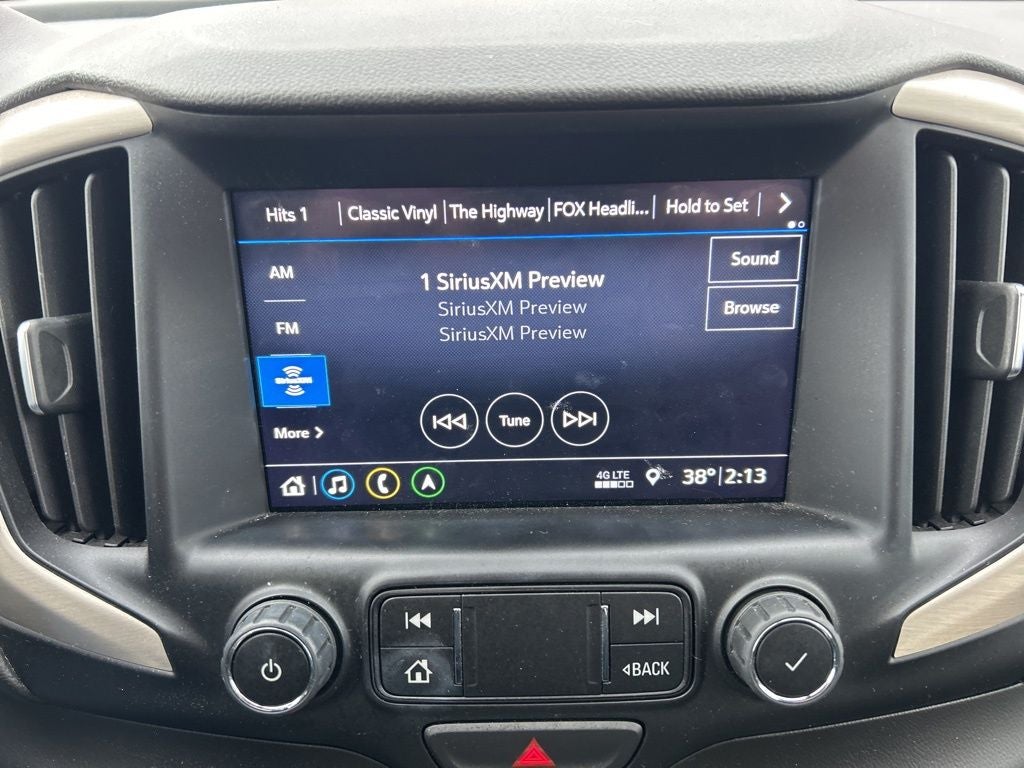 Hits 1 Classic Vinyl The Highway FOX Headli... Hold to Set
AM
1 SiriusXM Preview
Sound
SiriusXM Preview
FM
SiriusXM Preview
Browse
SiriusXM
Tune
More
4G LTE
38° 2:13
BACK